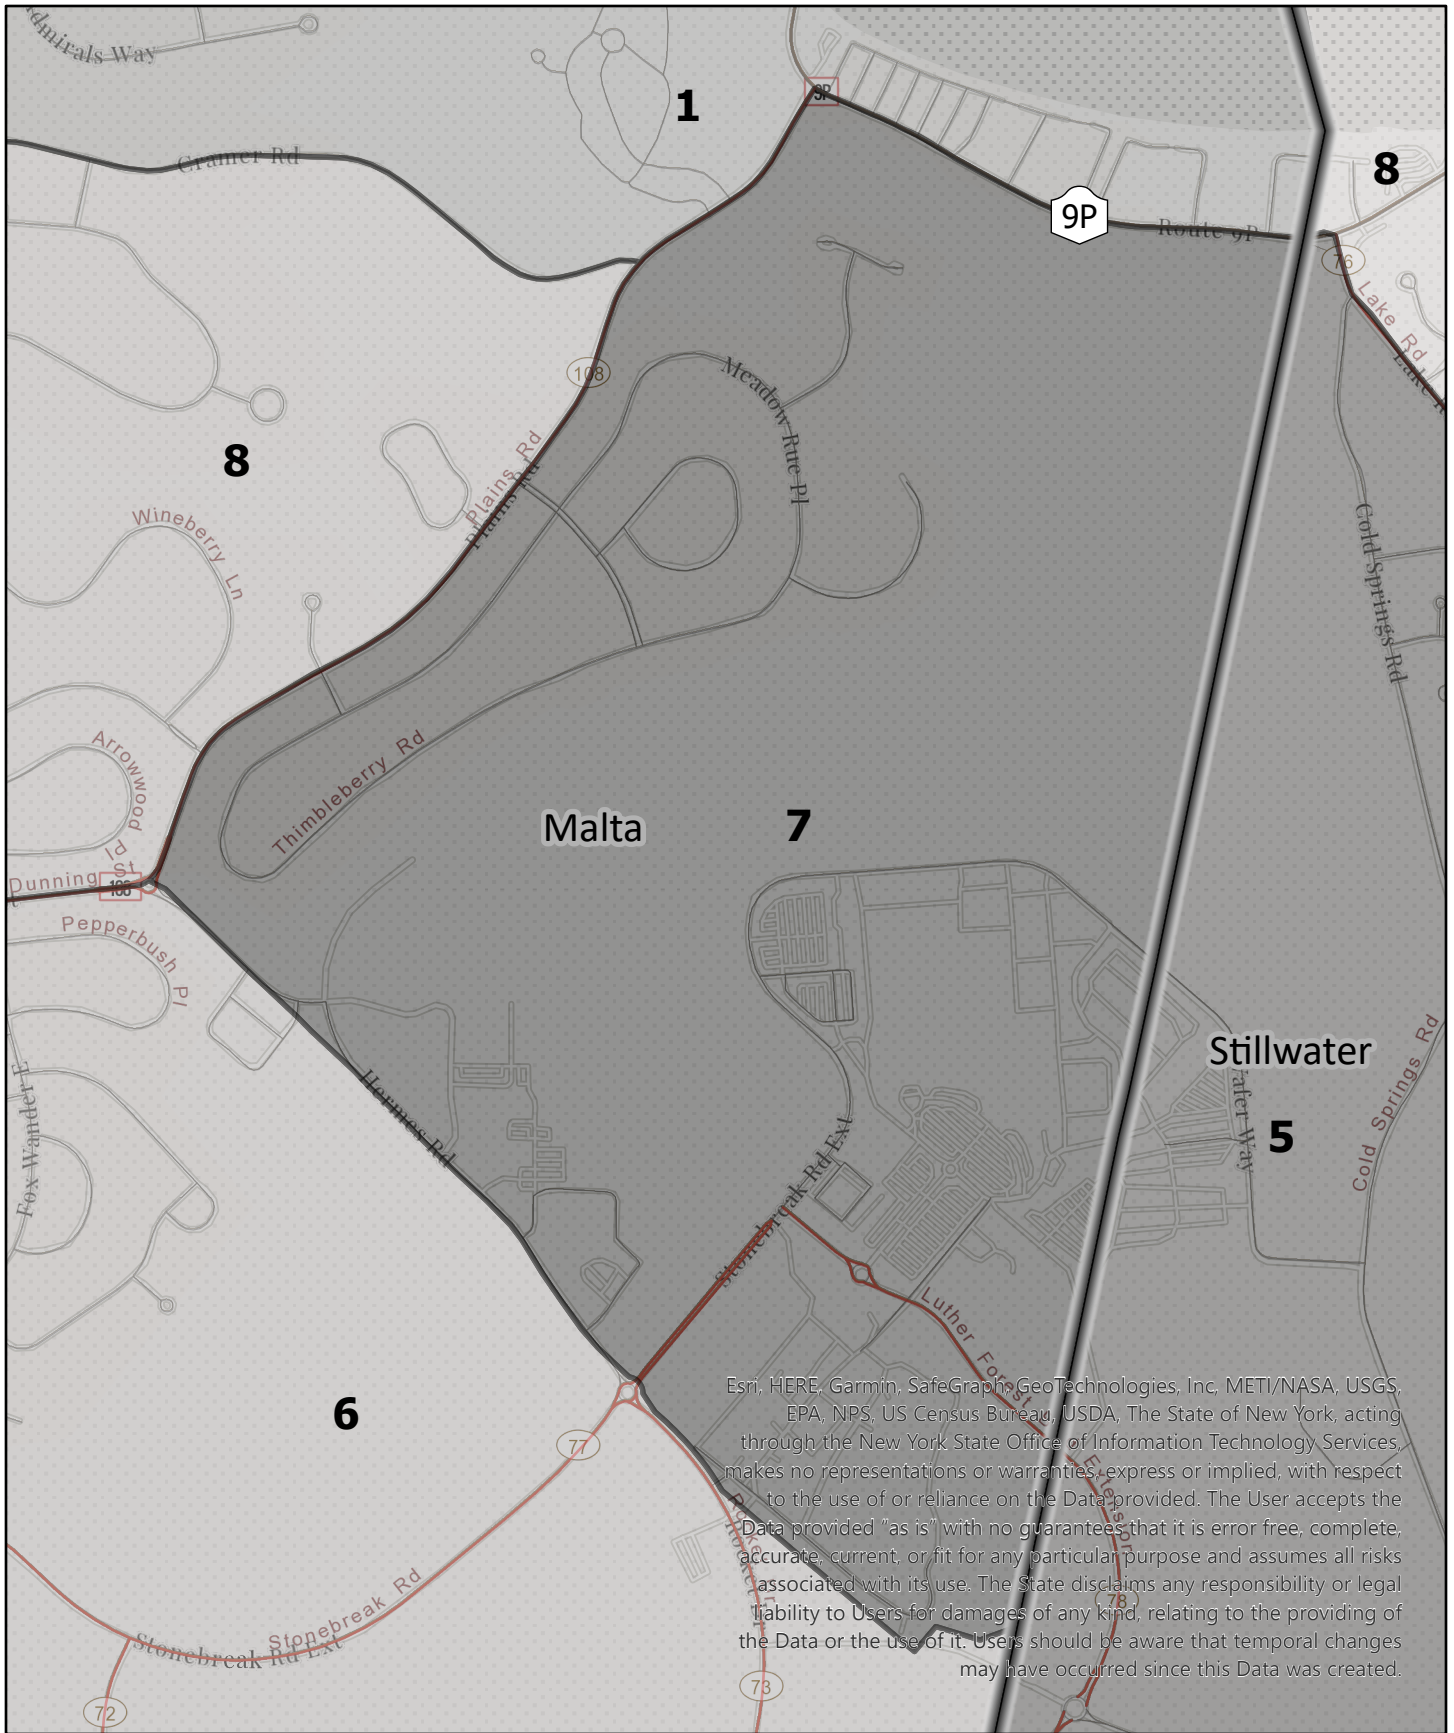 Admirals Way
1
9P
8
Cramer Rd
9P
Route 9P
76
Lake Rd
108
Meadow Rue Pl
8
Plains Rd
Plains Rd
Wineberry Ln
Cold Springs Rd
Arrowwood Pl
Thimbleberry Rd
Malta
7
Dunning St
108
Pepperbush Pl
Stillwater
5
Fox Wander E
Hermes Rd
Cold Springs Rd
Stonebreak Rd Ext
Luther Forest
Extension
6
77
78
Stonebreak Rd
Stonebreak Rd Ext
73
72
Esri, HERE, Garmin, SafeGraph, GeoTechnologies, Inc, METI/NASA, USGS,
EPA, NPS, US Census Bureau, USDA, The State of New York, acting
through the New York State Office of Information Technology Services,
makes no representations or warranties, express or implied, with respect
to the use of or reliance on the Data provided. The User accepts the
Data provided "as is" with no guarantees that it is error free, complete,
accurate, current, or fit for any particular purpose and assumes all risks
associated with its use. The State disclaims any responsibility or legal
liability to Users for damages of any kind, relating to the providing of
the Data or the use of it. Users should be aware that temporal changes
may have occurred since this Data was created.